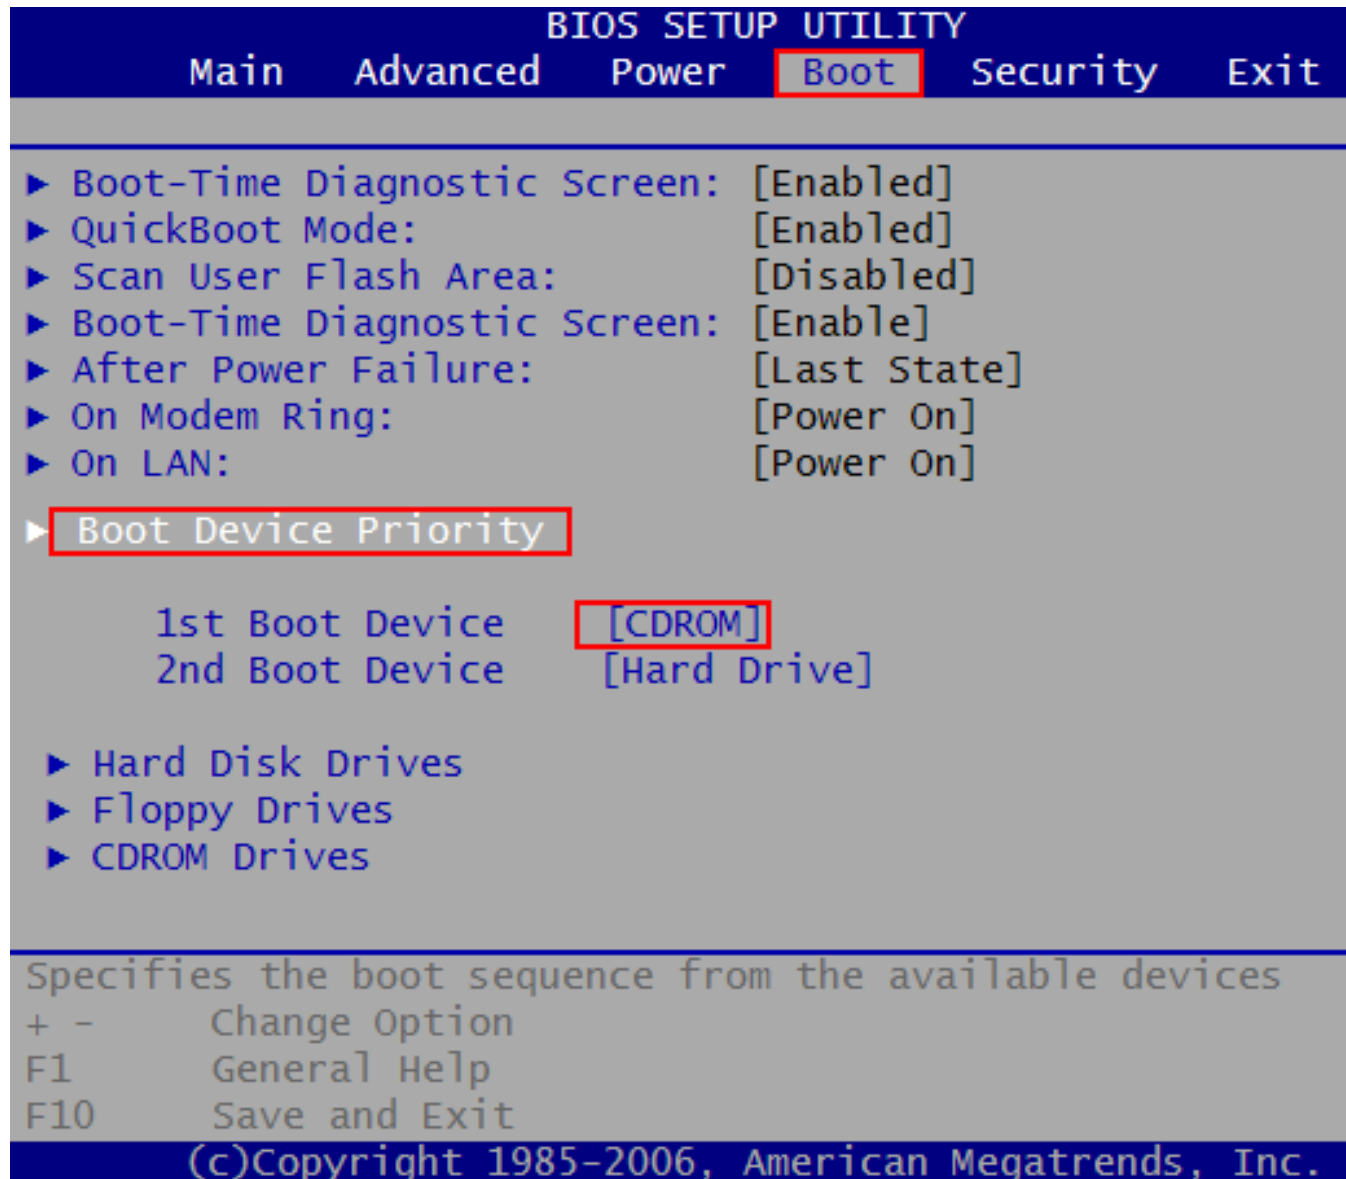 BIOS SETUP UTILITY
Main Advanced Power Boot Security Exit
▶ Boot-Time Diagnostic Screen: [Enabled]
▶ QuickBoot Mode: [Enabled]
▶ Scan User Flash Area: [Disabled]
▶ Boot-Time Diagnostic Screen: [Enable]
▶ After Power Failure: [Last State]
▶ On Modem Ring: [Power On]
▶ On LAN: [Power On]
▶ Boot Device Priority
1st Boot Device [CDROM]
2nd Boot Device [Hard Drive]
▶ Hard Disk Drives
▶ Floppy Drives
▶ CDROM Drives
Specifies the boot sequence from the available devices
+ - Change Option
F1 General Help
F10 Save and Exit
(c)Copyright 1985-2006, American Megatrends, Inc.